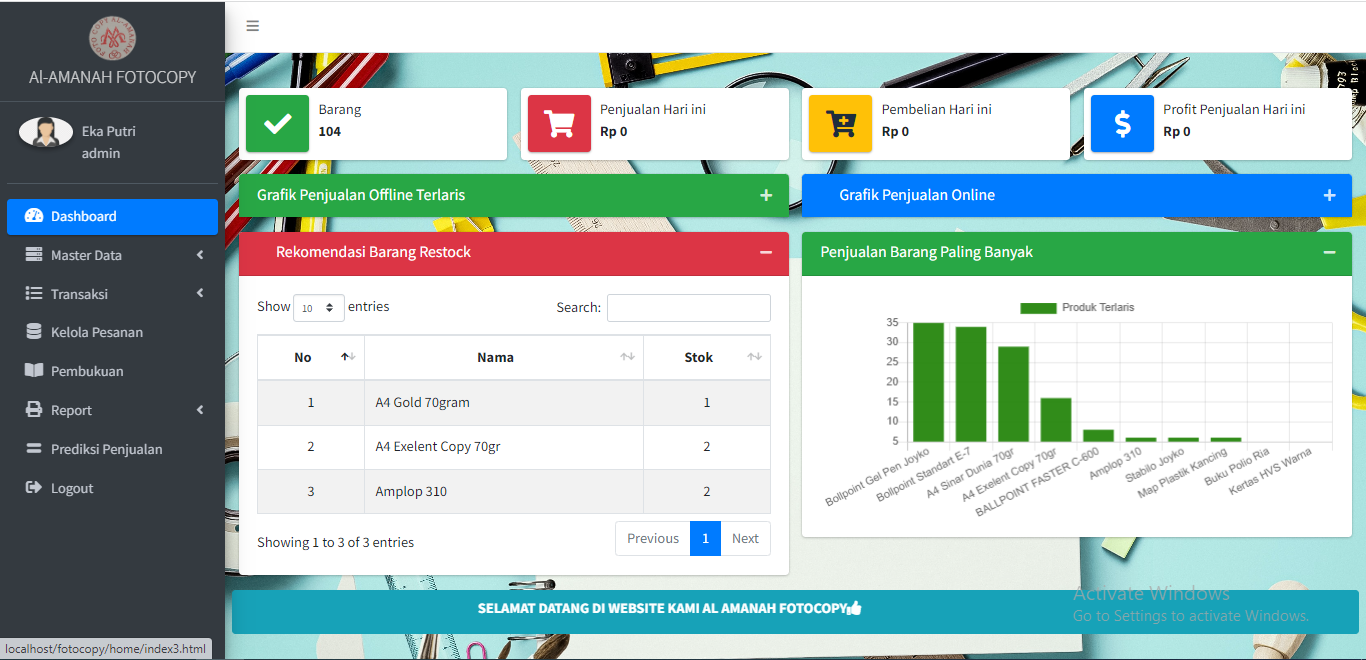 FOTO COPY AL-AMANAH
Al-AMANAH FOTOCOPY
Eka Putri
admin
Dashboard
Master Data
Transaksi
Kelola Pesanan
Pembukuan
Report
Prediksi Penjualan
Logout
localhost/fotocopy/home/index3.html
Barang
104
Penjualan Hari ini
Rp 0
Pembelian Hari ini
Rp 0
Profit Penjualan Hari ini
Rp 0
Grafik Penjualan Offline Terlaris
Grafik Penjualan Online
Rekomendasi Barang Restock
Show 10 entries Search:
No Nama Stok
1 A4 Gold 70gram 1
2 A4 Exelent Copy 70gr 2
3 Amplop 310 2
Showing 1 to 3 of 3 entries
Previous 1 Next
Penjualan Barang Paling Banyak
Produk Terlaris
35
30
25
20
15
10
5
Bollpoint Gel Pen Joyko
Bollpoint Standart E-7
A4 Sinar Dunia 70gr
A4 Exelent Copy 70gr
BALLPOINT FASTER C-600
Amplop 310
Stabilo Joyko
Map Plastik Kancing
Buku Polio Ria
Kertas HVS Warna
SELAMAT DATANG DI WEBSITE KAMI AL AMANAH FOTOCOPY
Activate Windows
Go to Settings to activate Windows.